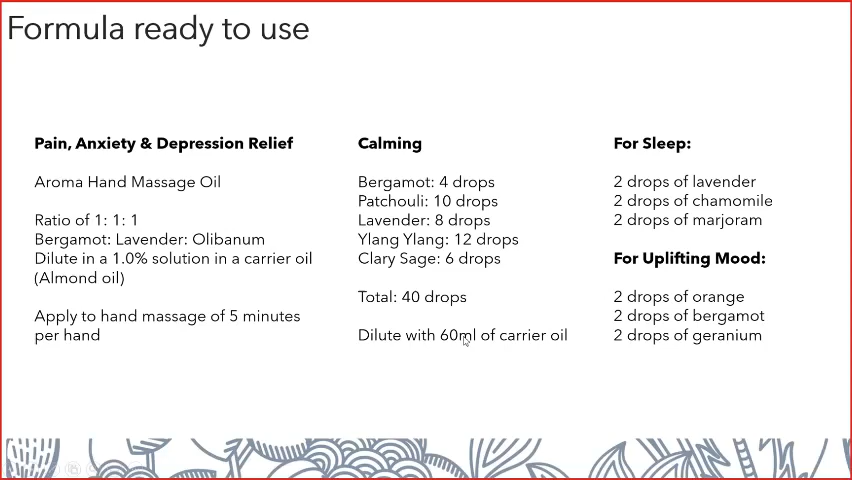 Formula ready to use
Pain, Anxiety & Depression Relief
Aroma Hand Massage Oil
Ratio of 1: 1: 1
Bergamot: Lavender: Olibanum
Dilute in a 1.0% solution in a carrier oil
(Almond oil)
Apply to hand massage of 5 minutes
per hand
Calming
Bergamot: 4 drops
Patchouli: 10 drops
Lavender: 8 drops
Ylang Ylang: 12 drops
Clary Sage: 6 drops
Total: 40 drops
Dilute with 60ml of carrier oil
For Sleep:
2 drops of lavender
2 drops of chamomile
2 drops of marjoram
For Uplifting Mood:
2 drops of orange
2 drops of bergamot
2 drops of geranium